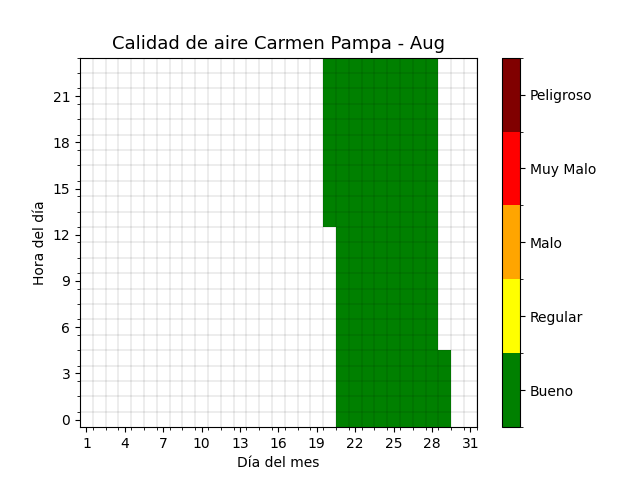 Calidad de aire Carmen Pampa - Aug
Hora del día
21
18
15
12
9
6
3
0
1 4 7 10 13 16 19 22 25 28 31
Día del mes
Peligroso
Muy Malo
Malo
Regular
Bueno